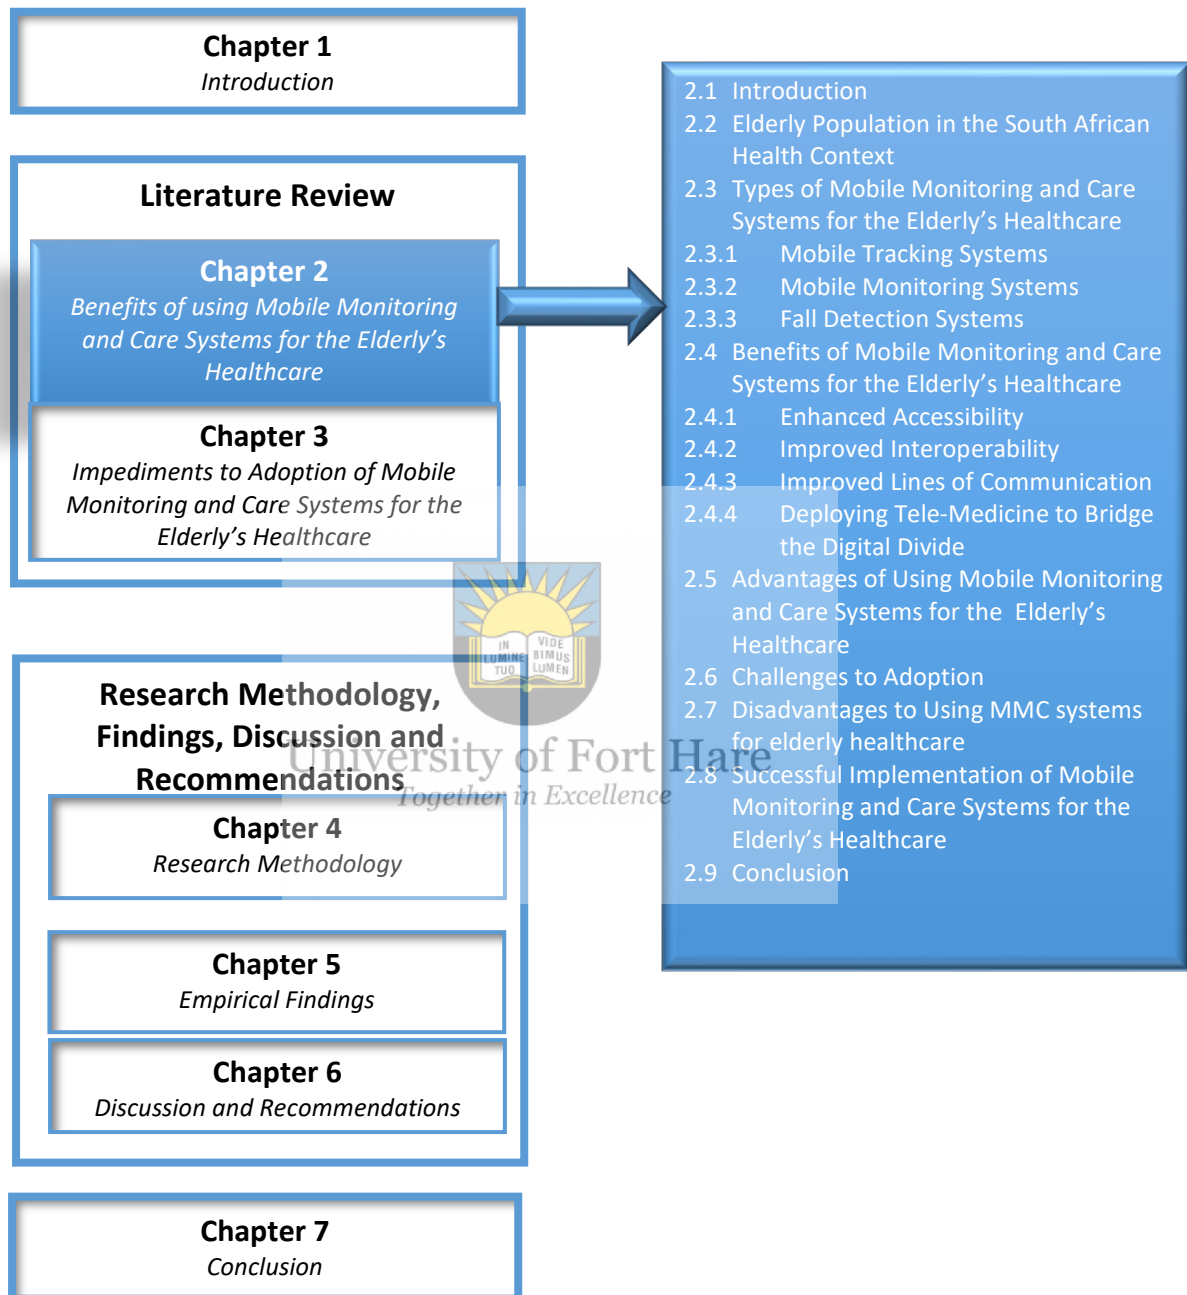 Chapter 1
Introduction
Literature Review
Chapter 2
Benefits of using Mobile Monitoring
and Care Systems for the Elderly's
Healthcare
Chapter 3
Impediments to Adoption of Mobile
Monitoring and Care Systems for the
Elderly's Healthcare
Research Methodology,
Findings, Discussion and
Recommendations
Chapter 4
Research Methodology
Chapter 5
Empirical Findings
Chapter 6
Discussion and Recommendations
Chapter 7
Conclusion
2.1 Introduction
2.2 Elderly Population in the South African
Health Context
2.3 Types of Mobile Monitoring and Care
Systems for the Elderly's Healthcare
2.3.1 Mobile Tracking Systems
2.3.2 Mobile Monitoring Systems
2.3.3 Fall Detection Systems
2.4 Benefits of Mobile Monitoring and Care
Systems for the Elderly's Healthcare
2.4.1 Enhanced Accessibility
2.4.2 Improved Interoperability
2.4.3 Improved Lines of Communication
2.4.4 Deploying Tele-Medicine to Bridge
the Digital Divide
2.5 Advantages of Using Mobile Monitoring
and Care Systems for the Elderly's
Healthcare
2.6 Challenges to Adoption
2.7 Disadvantages to Using MMC systems
for elderly healthcare
2.8 Successful Implementation of Mobile
Monitoring and Care Systems for the
Elderly's Healthcare
2.9 Conclusion
IN
LUMINE
TUO
VIDE
BIMUS
LUMEN
University of Fort Hare
Together in Excellence